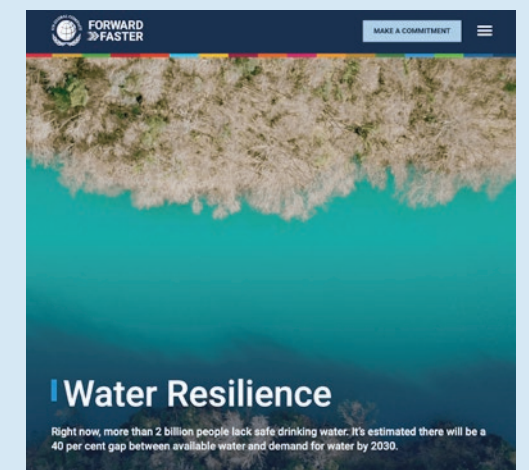 FORWARD
FASTER
MAKE A COMMITMENT
Water Resilience
Right now, more than 2 billion people lack safe drinking water. It's estimated there will be a
40 per cent gap between available water and demand for water by 2030.